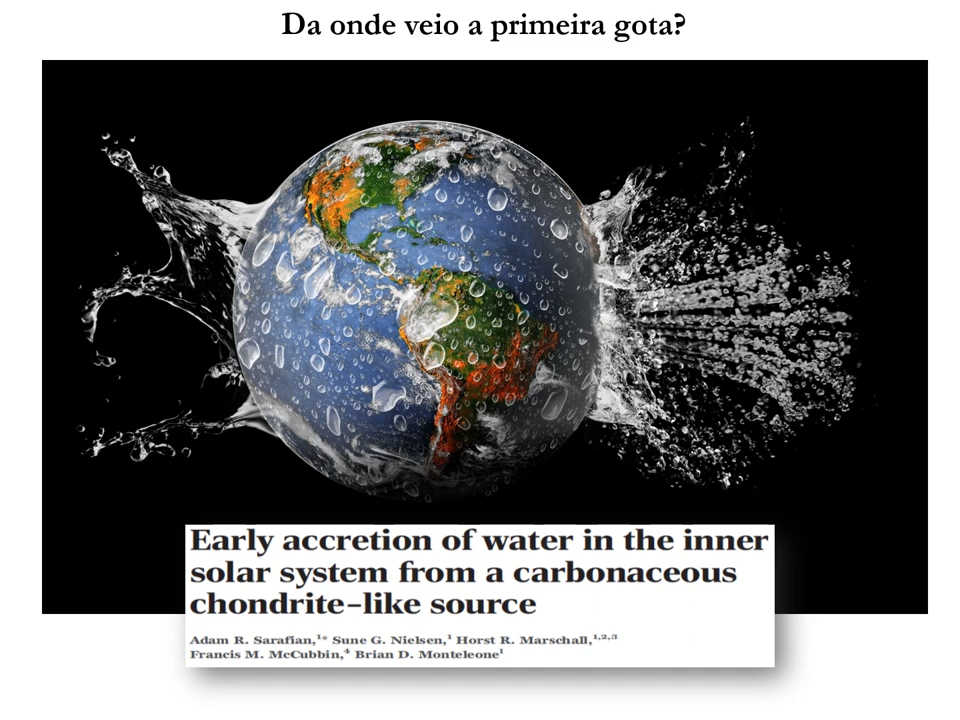 Da onde veio a primeira gota?
Early accretion of water in the inner
solar system from a carbonaceous
chondrite–like source
Adam R. Sarafian,¹* Sune G. Nielsen,¹ Horst R. Marschall,¹,²,³
Francis M. McCubbin,⁴ Brian D. Monteleone¹